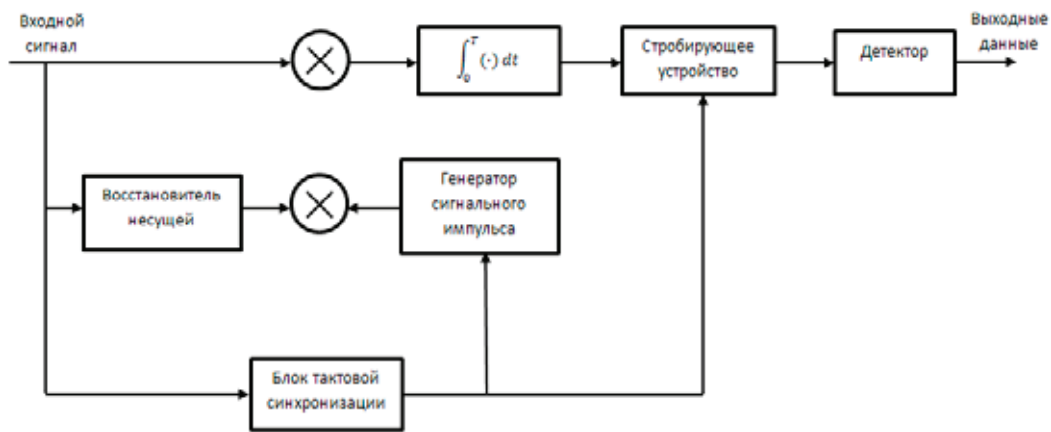 Входной
сигнал
∫₀ᵀ (·) dt
Стробирующее
устройство
Детектор
Выходные
данные
Восстановитель
несущей
Генератор
сигнального
импульса
Блок тактовой
синхронизации